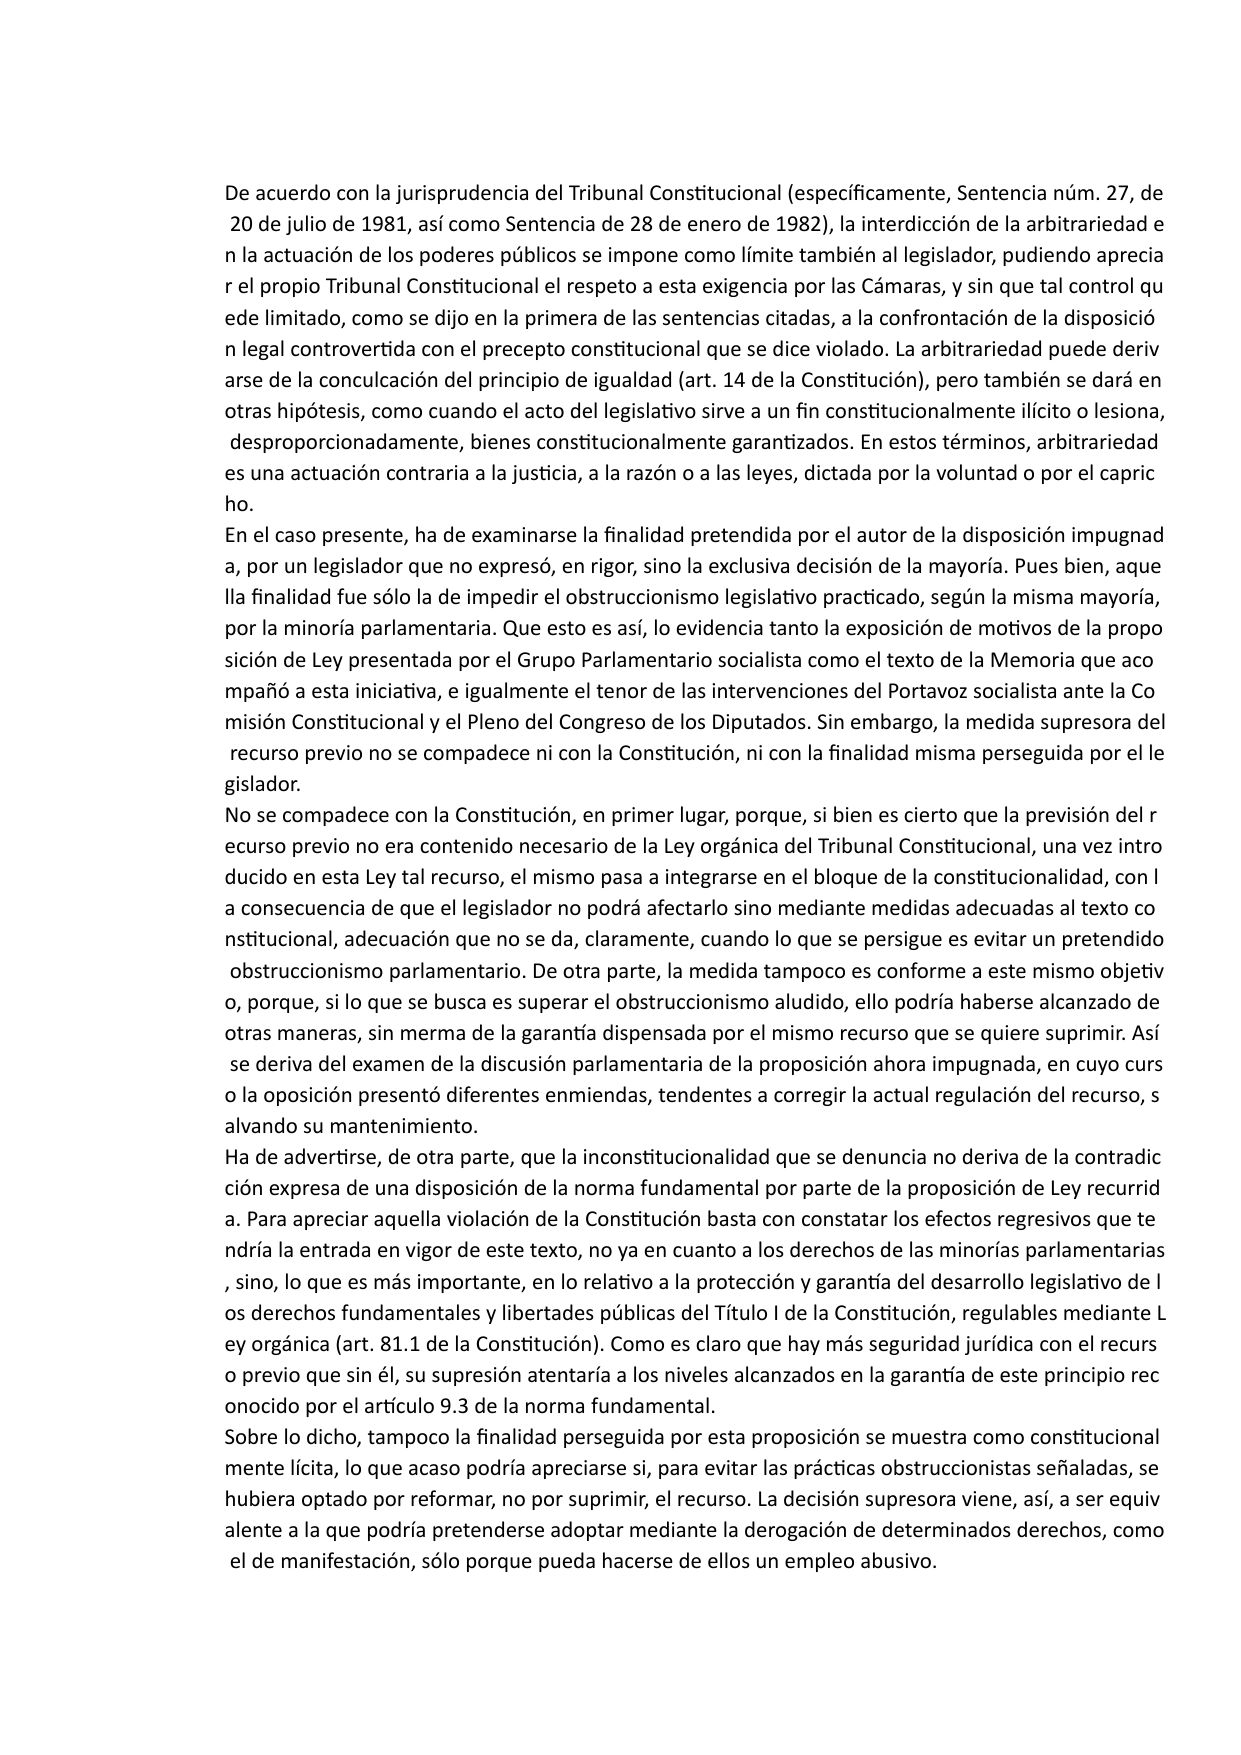 De acuerdo con la jurisprudencia del Tribunal Constitucional (específicamente, Sentencia núm. 27, de
20 de julio de 1981, así como Sentencia de 28 de enero de 1982), la interdicción de la arbitrariedad e
n la actuación de los poderes públicos se impone como límite también al legislador, pudiendo aprecia
r el propio Tribunal Constitucional el respeto a esta exigencia por las Cámaras, y sin que tal control qu
ede limitado, como se dijo en la primera de las sentencias citadas, a la confrontación de la disposició
n legal controvertida con el precepto constitucional que se dice violado. La arbitrariedad puede deriv
arse de la conculcación del principio de igualdad (art. 14 de la Constitución), pero también se dará en
otras hipótesis, como cuando el acto del legislativo sirve a un fin constitucionalmente ilícito o lesiona,
desproporcionadamente, bienes constitucionalmente garantizados. En estos términos, arbitrariedad
es una actuación contraria a la justicia, a la razón o a las leyes, dictada por la voluntad o por el capric
ho.
En el caso presente, ha de examinarse la finalidad pretendida por el autor de la disposición impugnad
a, por un legislador que no expresó, en rigor, sino la exclusiva decisión de la mayoría. Pues bien, aque
lla finalidad fue sólo la de impedir el obstruccionismo legislativo practicado, según la misma mayoría,
por la minoría parlamentaria. Que esto es así, lo evidencia tanto la exposición de motivos de la propo
sición de Ley presentada por el Grupo Parlamentario socialista como el texto de la Memoria que aco
mpañó a esta iniciativa, e igualmente el tenor de las intervenciones del Portavoz socialista ante la Co
misión Constitucional y el Pleno del Congreso de los Diputados. Sin embargo, la medida supresora del
recurso previo no se compadece ni con la Constitución, ni con la finalidad misma perseguida por el le
gislador.
No se compadece con la Constitución, en primer lugar, porque, si bien es cierto que la previsión del r
ecurso previo no era contenido necesario de la Ley orgánica del Tribunal Constitucional, una vez intro
ducido en esta Ley tal recurso, el mismo pasa a integrarse en el bloque de la constitucionalidad, con l
a consecuencia de que el legislador no podrá afectarlo sino mediante medidas adecuadas al texto co
nstitucional, adecuación que no se da, claramente, cuando lo que se persigue es evitar un pretendido
obstruccionismo parlamentario. De otra parte, la medida tampoco es conforme a este mismo objetiv
o, porque, si lo que se busca es superar el obstruccionismo aludido, ello podría haberse alcanzado de
otras maneras, sin merma de la garantía dispensada por el mismo recurso que se quiere suprimir. Así
se deriva del examen de la discusión parlamentaria de la proposición ahora impugnada, en cuyo curs
o la oposición presentó diferentes enmiendas, tendentes a corregir la actual regulación del recurso, s
alvando su mantenimiento.
Ha de advertirse, de otra parte, que la inconstitucionalidad que se denuncia no deriva de la contradic
ción expresa de una disposición de la norma fundamental por parte de la proposición de Ley recurrid
a. Para apreciar aquella violación de la Constitución basta con constatar los efectos regresivos que te
ndría la entrada en vigor de este texto, no ya en cuanto a los derechos de las minorías parlamentarias
, sino, lo que es más importante, en lo relativo a la protección y garantía del desarrollo legislativo de l
os derechos fundamentales y libertades públicas del Título I de la Constitución, regulables mediante L
ey orgánica (art. 81.1 de la Constitución). Como es claro que hay más seguridad jurídica con el recurs
o previo que sin él, su supresión atentaría a los niveles alcanzados en la garantía de este principio rec
onocido por el artículo 9.3 de la norma fundamental.
Sobre lo dicho, tampoco la finalidad perseguida por esta proposición se muestra como constitucional
mente lícita, lo que acaso podría apreciarse si, para evitar las prácticas obstruccionistas señaladas, se
hubiera optado por reformar, no por suprimir, el recurso. La decisión supresora viene, así, a ser equiv
alente a la que podría pretenderse adoptar mediante la derogación de determinados derechos, como
el de manifestación, sólo porque pueda hacerse de ellos un empleo abusivo.